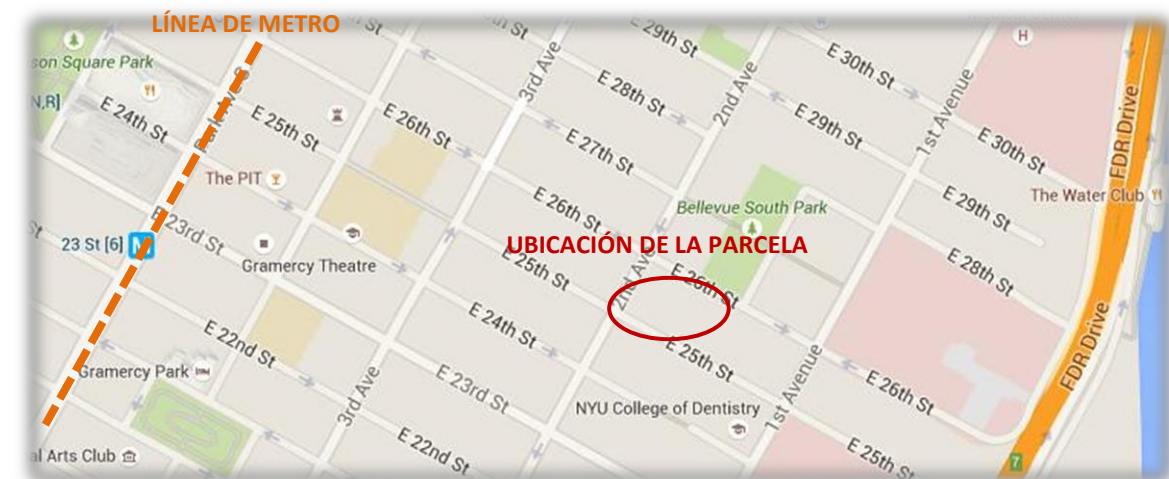 LÍNEA DE METRO
son Square Park
N,R]
E 24th St
E 25th St
E 26th St
3rd Ave
E 28th St
E 29th St
2nd Ave
E 30th St
H
E 29th St
1st Avenue
E 30th St
FDR Drive
The PIT
E 27th St
E 26th St
Bellevue South Park
E 29th St
The Water Club
E 23rd St
23 St [6]
M
Gramercy Theatre
UBICACIÓN DE LA PARCELA
E 25th St
2nd Ave
E 26th St
E 28th St
E 24th St
E 22nd St
E 25th St
FDR Drive
Gramercy Park
3rd Ave
E 23rd St
NYU College of Dentistry
1st Avenue
E 26th St
al Arts Club
E 22nd St
E 25th St
7